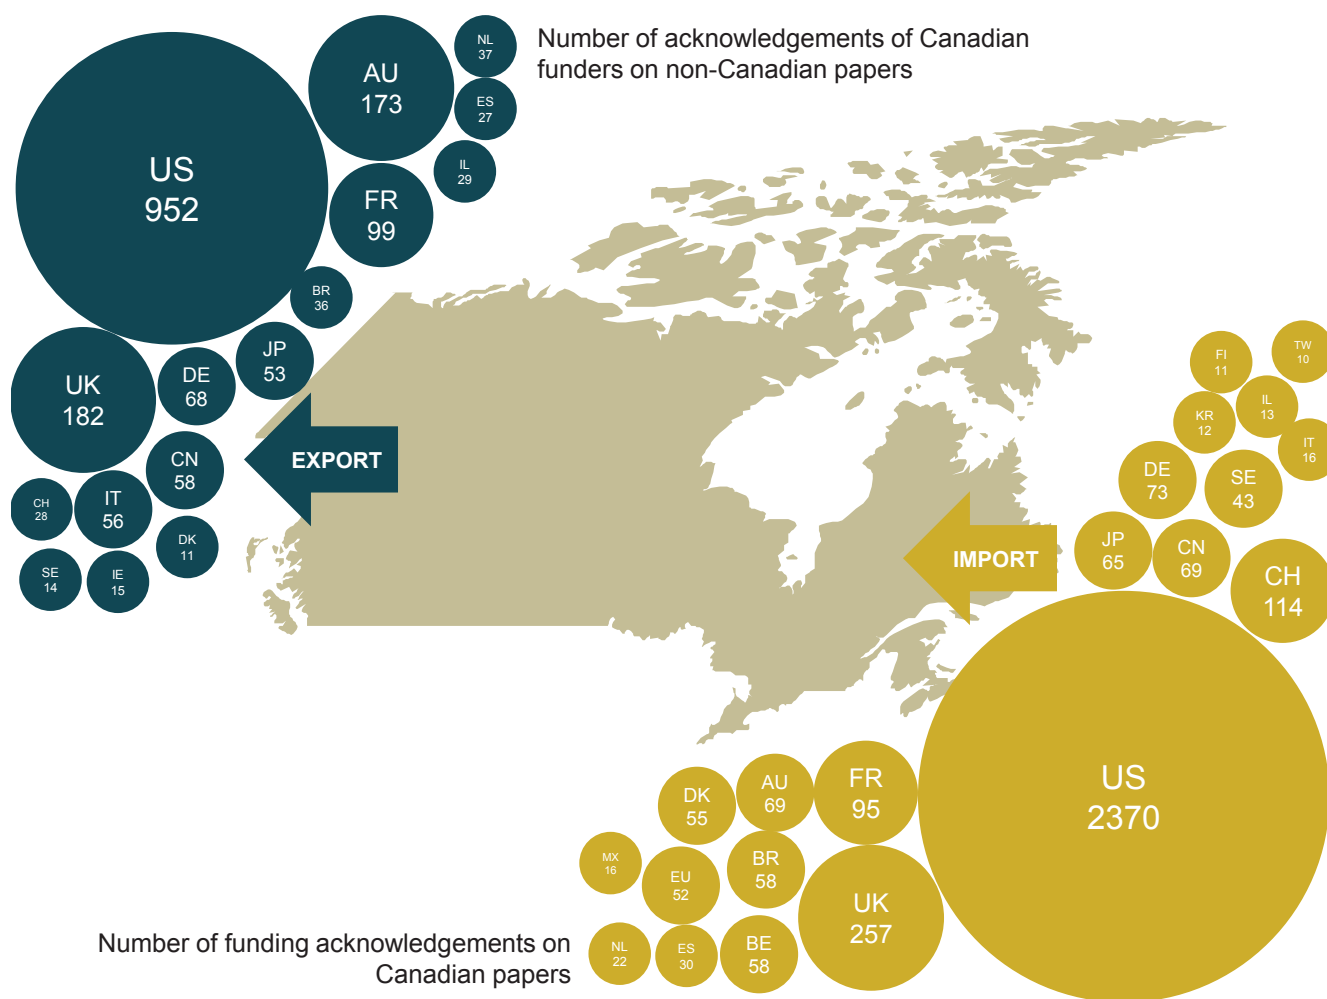 Number of acknowledgements of Canadian
funders on non-Canadian papers
US
952
AU
173
NL
37
ES
27
IL
29
FR
99
BR
36
JP
53
DE
68
UK
182
CN
58
CH
28
IT
56
DK
11
SE
14
IE
15
EXPORT
IMPORT
FI
11
TW
10
IL
13
KR
12
IT
16
DE
73
SE
43
JP
65
CN
69
CH
114
US
2370
FR
95
AU
69
DK
55
MX
16
EU
52
BR
58
UK
257
NL
22
ES
30
BE
58
Number of funding acknowledgements on
Canadian papers